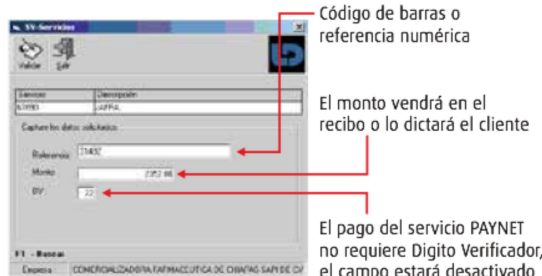 SV-Servicios
Código de barras o
referencia numérica
Validar Salir
Servicio Descripción
JAFRA
El monto vendrá en el
recibo o lo dictará el cliente
Capture los datos solicitados
Referencia:
Monto:
DV: 22
El pago del servicio PAYNET
no requiere Digito Verificador,
el campo estará desactivado
F1 - Buscar
Empresa COMERCIALIZADORA FARMACEUTICA DE CHIAPAS SAPI DE CV